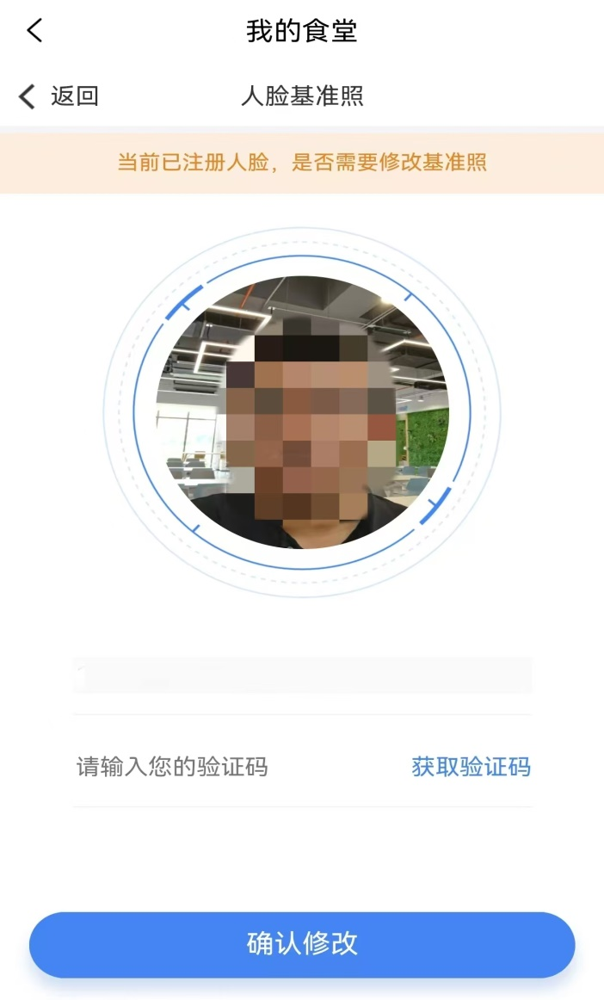 我的食堂
返回 人脸基准照
当前已注册人脸，是否需要修改基准照
请输入您的验证码 获取验证码
确认修改